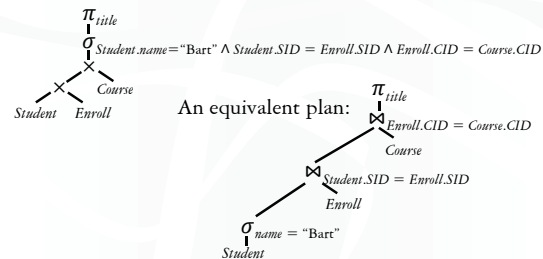 π title
σ Student.name="Bart" ∧ Student.SID = Enroll.SID ∧ Enroll.CID = Course.CID
×
× Course
Student Enroll
An equivalent plan:
π title
⋈ Enroll.CID = Course.CID
Course
⋈ Student.SID = Enroll.SID
Enroll
σ name = "Bart"
Student